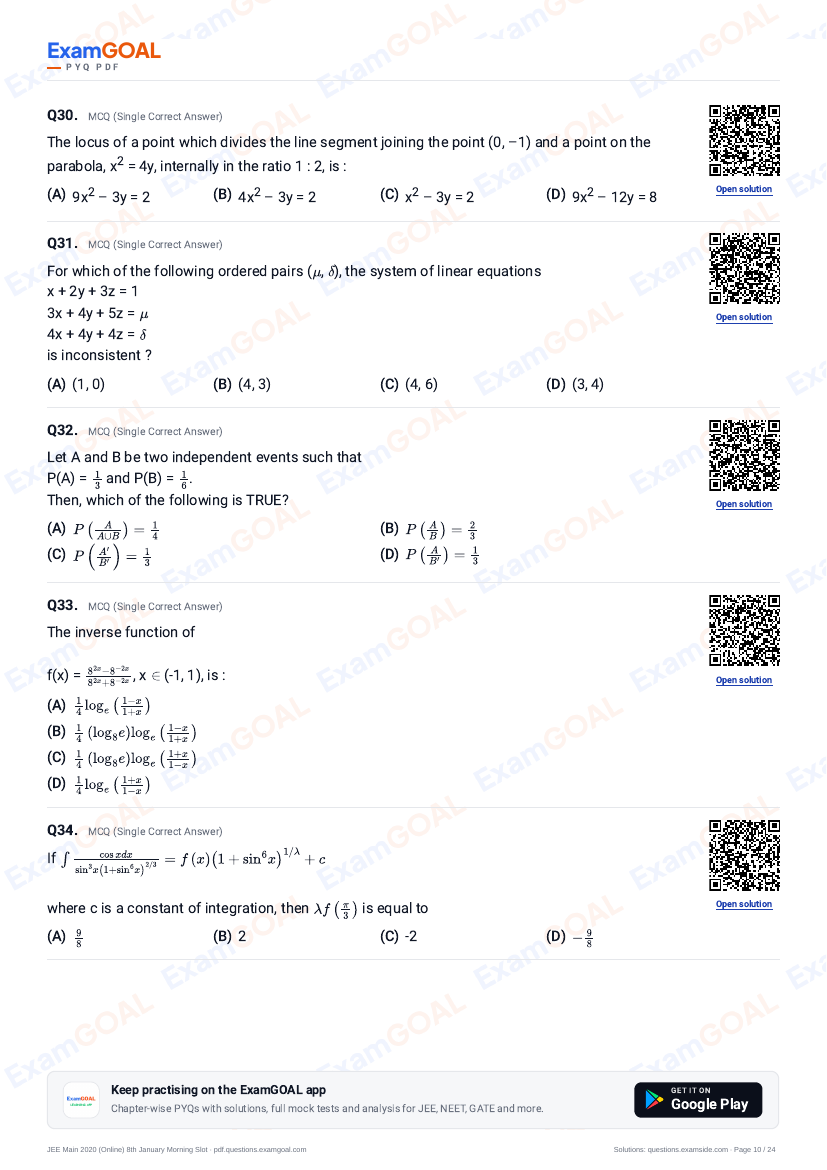 ExamGOAL
PYQ PDF
Q30. MCQ (Single Correct Answer)
The locus of a point which divides the line segment joining the point (0, −1) and a point on the
parabola, x² = 4y, internally in the ratio 1 : 2, is :
(A) 9x² − 3y = 2 (B) 4x² − 3y = 2 (C) x² − 3y = 2 (D) 9x² − 12y = 8
Open solution
Q31. MCQ (Single Correct Answer)
For which of the following ordered pairs (μ, δ), the system of linear equations
x + 2y + 3z = 1
3x + 4y + 5z = μ
4x + 4y + 4z = δ
is inconsistent ?
(A) (1, 0) (B) (4, 3) (C) (4, 6) (D) (3, 4)
Open solution
Q32. MCQ (Single Correct Answer)
Let A and B be two independent events such that
P(A) = 1/3 and P(B) = 1/6.
Then, which of the following is TRUE?
(A) P(A/(A∪B)) = 1/4 (B) P(A/B) = 2/3
(C) P(A′/B′) = 1/3 (D) P(A/B′) = 1/3
Open solution
Q33. MCQ (Single Correct Answer)
The inverse function of
f(x) = (8²ˣ−8⁻²ˣ)/(8²ˣ+8⁻²ˣ), x ∈ (-1, 1), is :
(A) 1/4 logₑ((1−x)/(1+x))
(B) 1/4 (log₈e)logₑ((1−x)/(1+x))
(C) 1/4 (log₈e)logₑ((1+x)/(1−x))
(D) 1/4 logₑ((1+x)/(1−x))
Open solution
Q34. MCQ (Single Correct Answer)
If ∫ cos xdx/(sin³x(1+sin⁶x)^(2/3)) = f(x)(1 + sin⁶x)^(1/λ) + c
where c is a constant of integration, then λf(π/3) is equal to
(A) 9/8 (B) 2 (C) -2 (D) −9/8
Open solution
Keep practising on the ExamGOAL app
Chapter-wise PYQs with solutions, full mock tests and analysis for JEE, NEET, GATE and more.
GET IT ON
Google Play
JEE Main 2020 (Online) 8th January Morning Slot · pdf.questions.examgoal.com
Solutions: questions.examside.com · Page 10 / 24